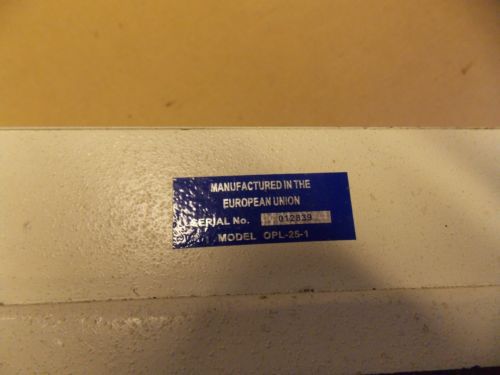 MANUFACTURED IN THE
EUROPEAN UNION
SERIAL No. 012839
MODEL OPL-25-1